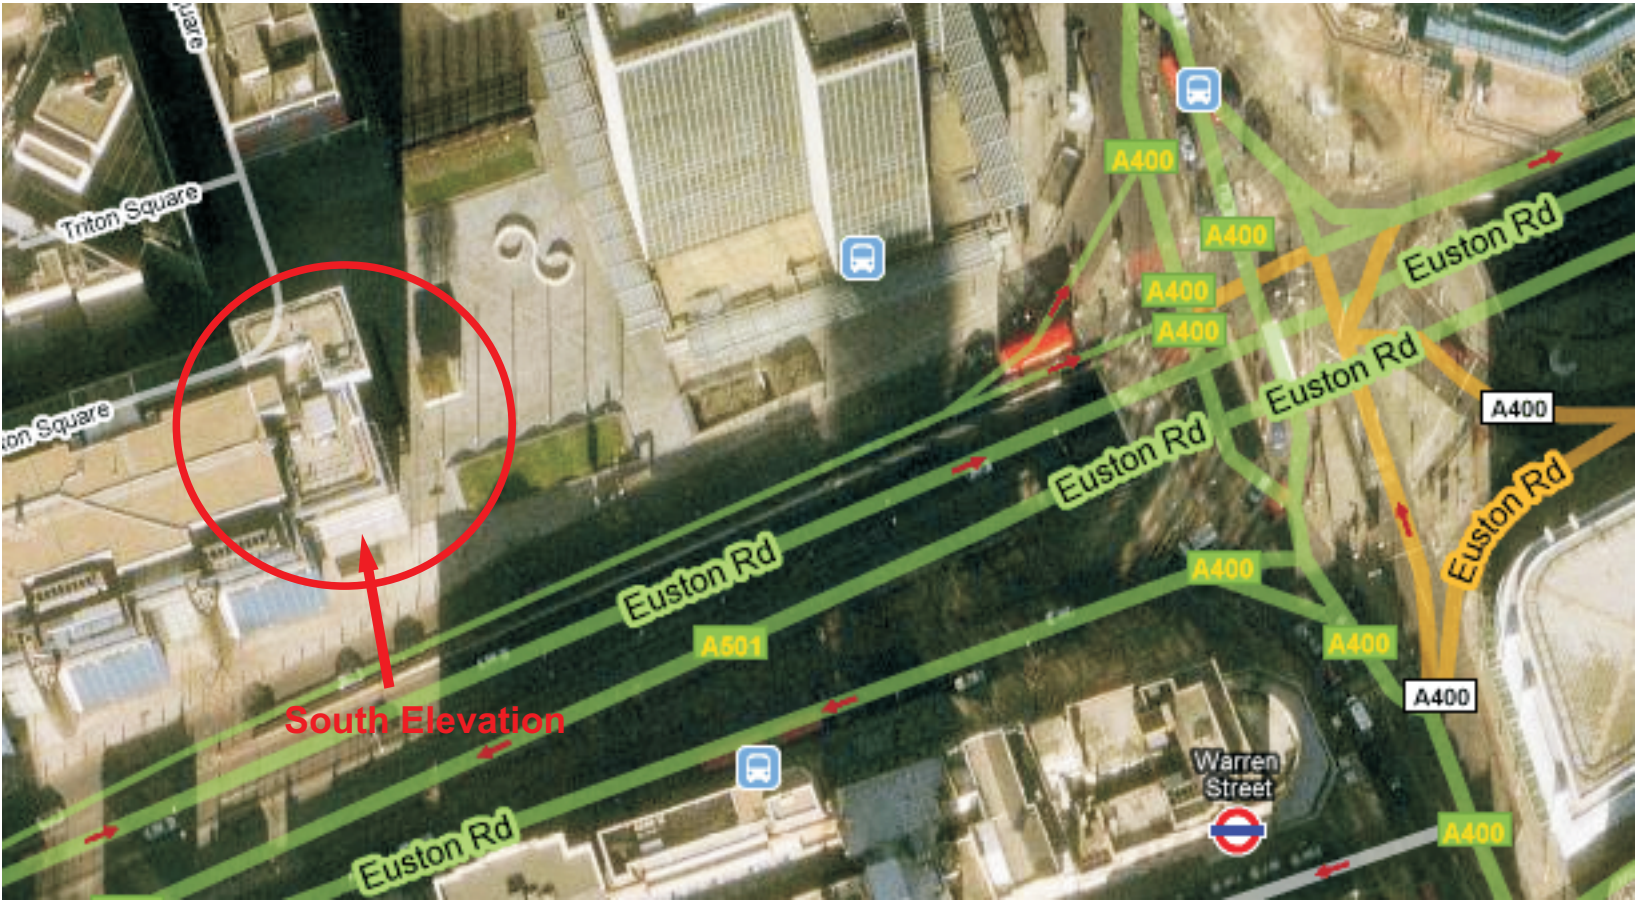 quare
A400
Triton Square
Euston Rd
A400
A400
A400
Euston Rd
A400
ton Square
Euston Rd
Euston Rd
Euston Rd
A400
A501
A400
A400
South Elevation
Warren
Street
A400
Euston Rd